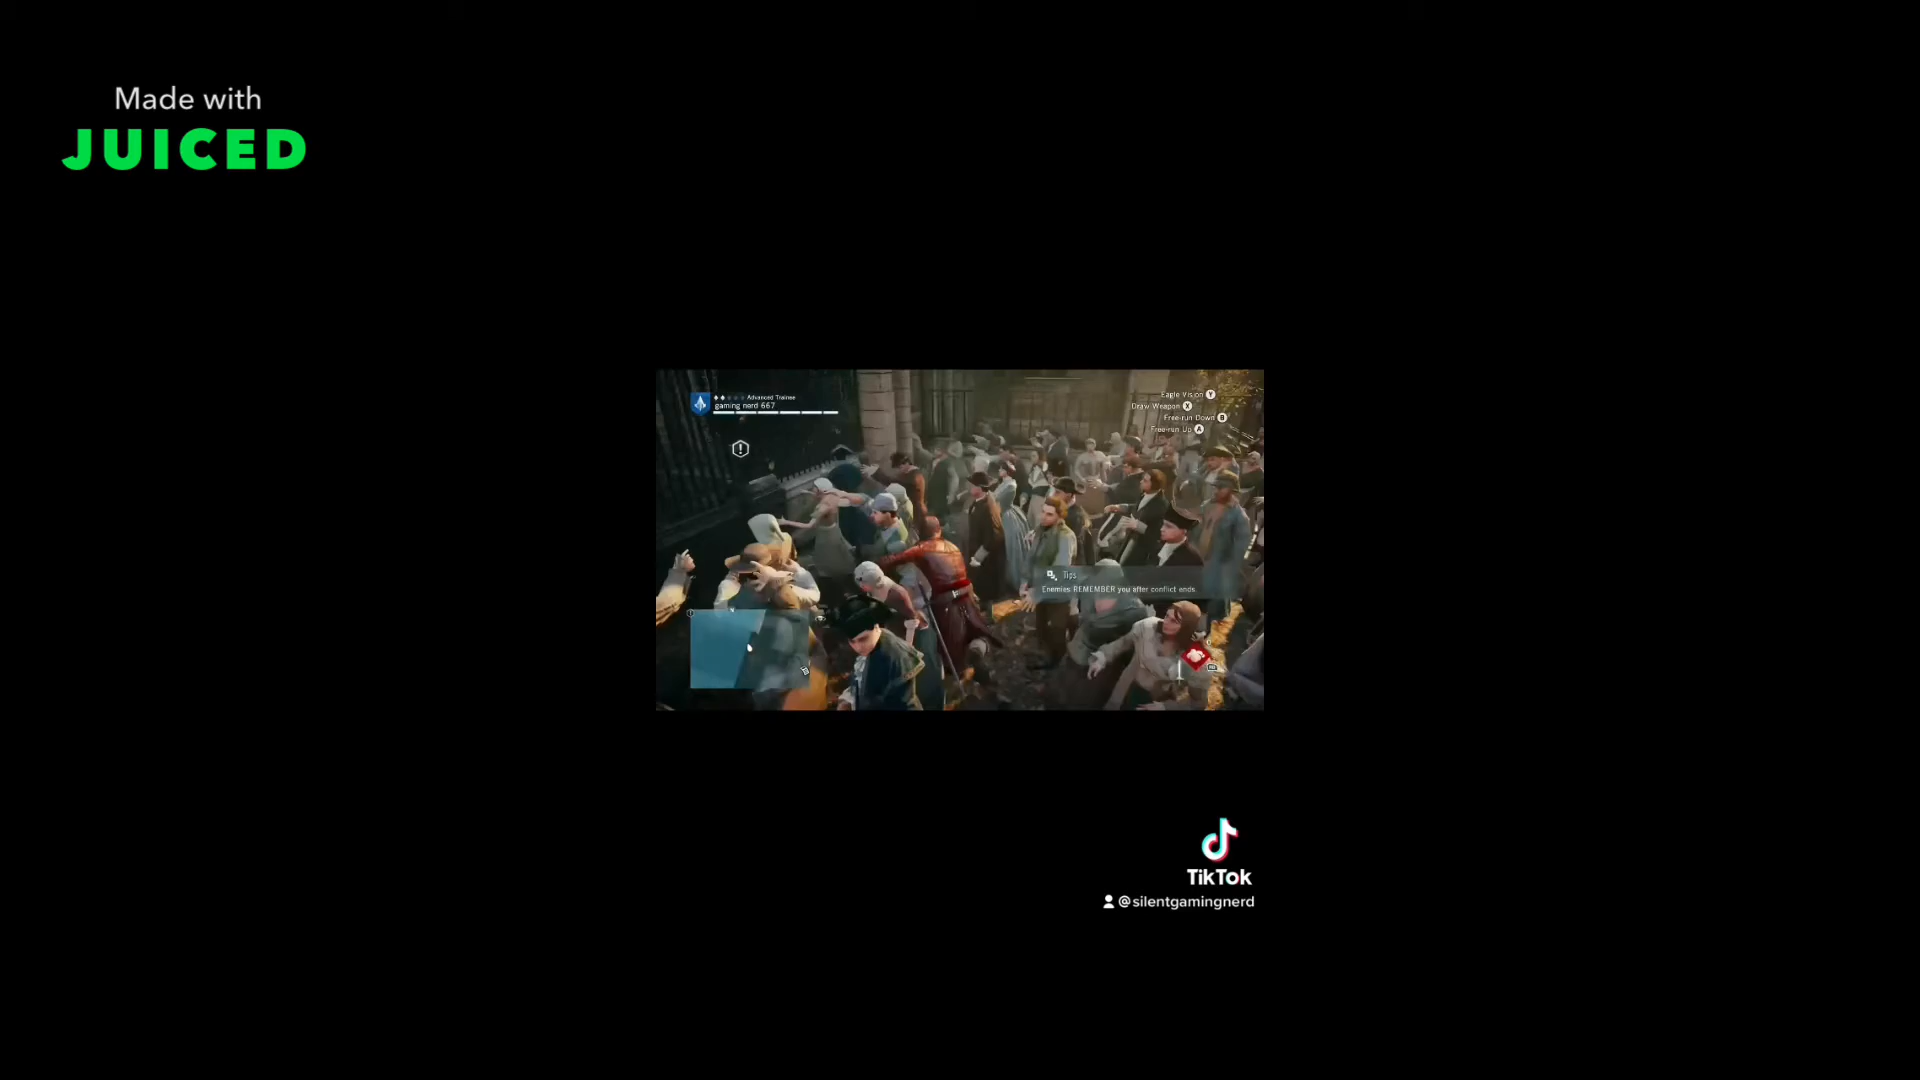 Made with
JUICED
Advanced Trainee
gaming nerd 667
Eagle Vision Y
Draw Weapon X
Free-run Down B
Free-run Up A
Tips
Enemies REMEMBER you after conflict ends.
TikTok
@silentgamingnerd